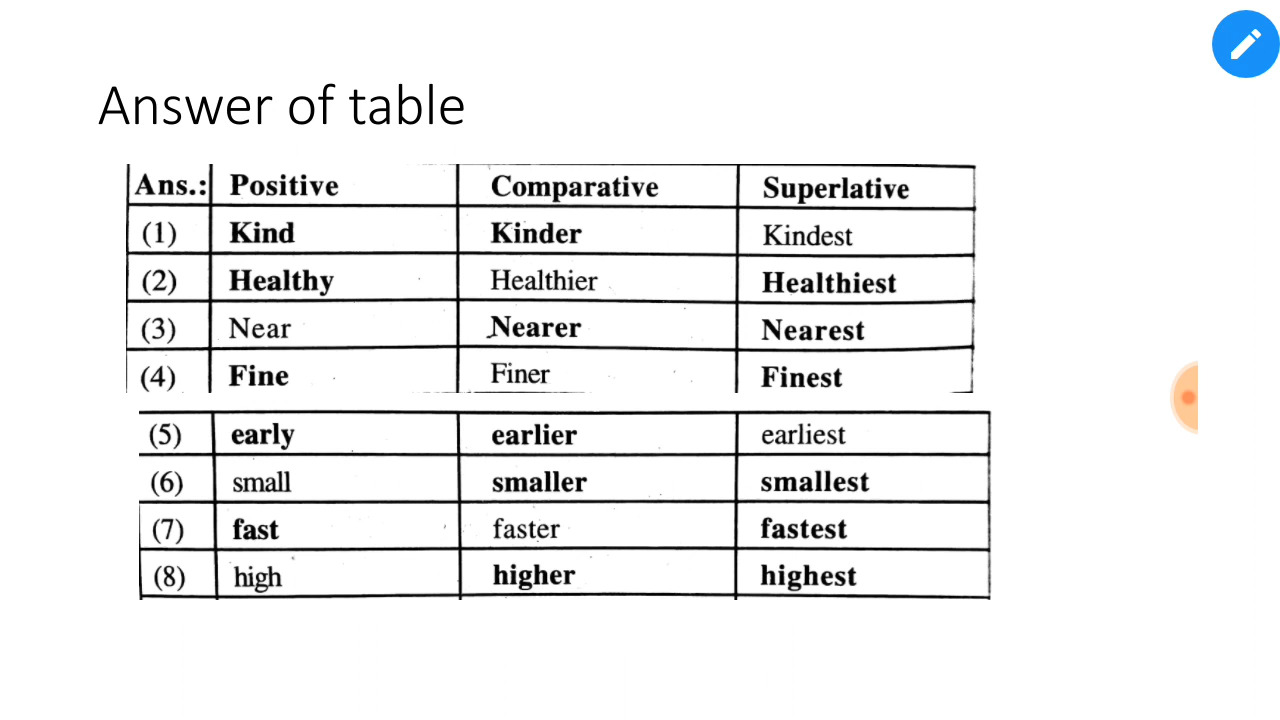 Answer of table
Ans.: Positive Comparative Superlative
(1) Kind Kinder Kindest
(2) Healthy Healthier Healthiest
(3) Near Nearer Nearest
(4) Fine Finer Finest
(5) early earlier earliest
(6) small smaller smallest
(7) fast faster fastest
(8) high higher highest